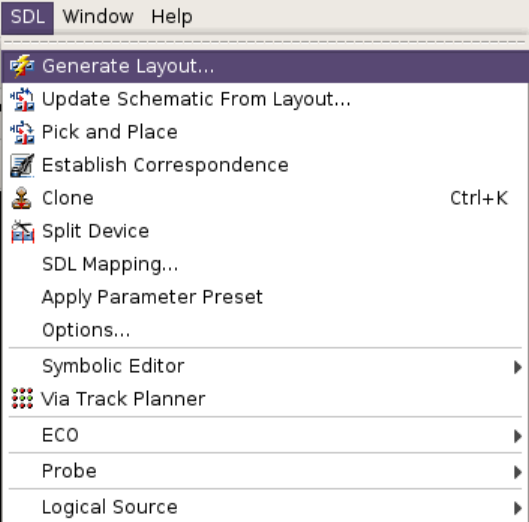 SDL Window Help
Generate Layout...
Update Schematic From Layout...
Pick and Place
Establish Correspondence
Clone Ctrl+K
Split Device
SDL Mapping...
Apply Parameter Preset
Options...
Symbolic Editor
Via Track Planner
ECO
Probe
Logical Source